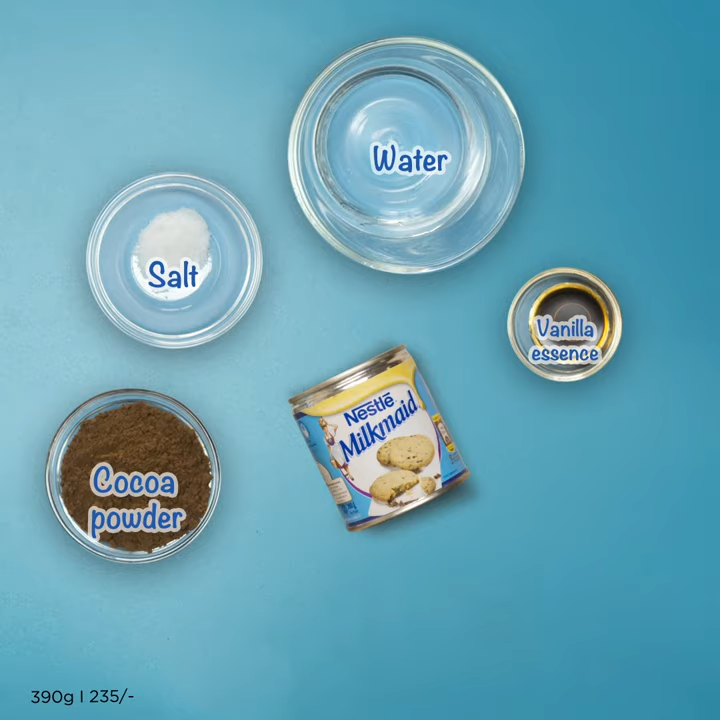 Water
Salt
Vanilla
essence
Nestlé
Milkmaid
Cocoa
powder
390g | 235/-